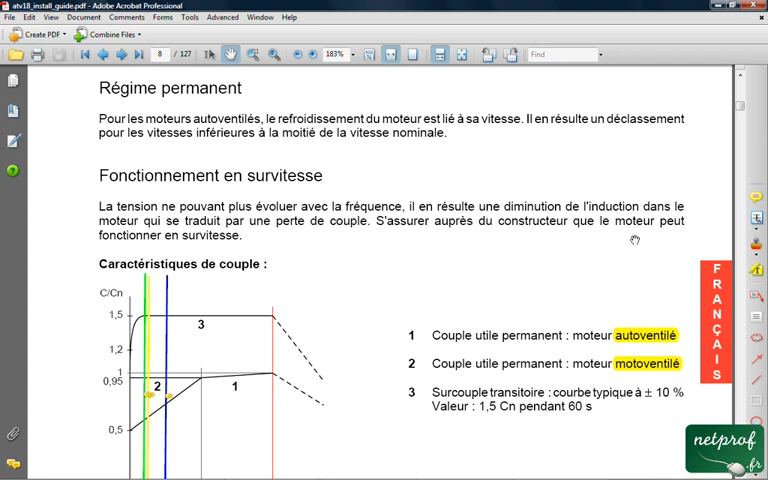 atv18_install_guide.pdf - Adobe Acrobat Professional
File Edit View Document Comments Forms Tools Advanced Window Help
Create PDF Combine Files
8 / 127 183% Find
Régime permanent
Pour les moteurs autoventilés, le refroidissement du moteur est lié à sa vitesse. Il en résulte un déclassement
pour les vitesses inférieures à la moitié de la vitesse nominale.
Fonctionnement en survitesse
La tension ne pouvant plus évoluer avec la fréquence, il en résulte une diminution de l'induction dans le
moteur qui se traduit par une perte de couple. S'assurer auprès du constructeur que le moteur peut
fonctionner en survitesse.
Caractéristiques de couple :
C/Cn
1,5
3
1,2
1
0,95
2
1
0,5
1 Couple utile permanent : moteur autoventilé
2 Couple utile permanent : moteur motoventilé
3 Surcouple transitoire : courbe typique à ± 10 %
Valeur : 1,5 Cn pendant 60 s
FRANÇAIS
netprof
.fr